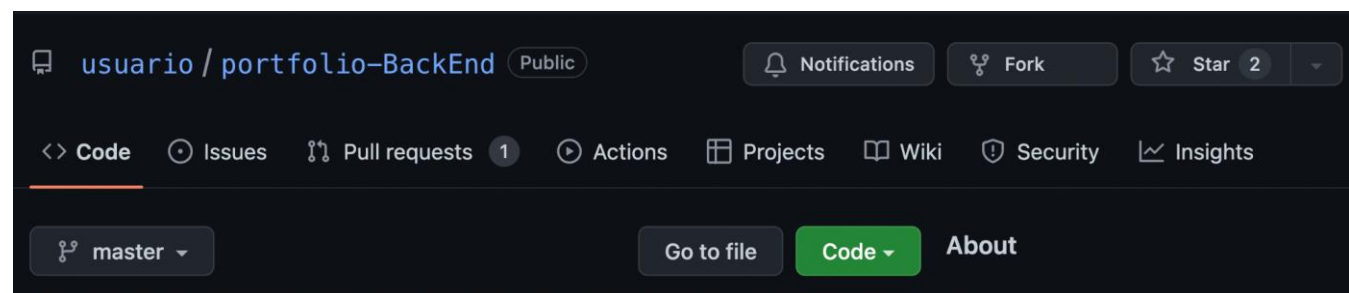 usuario / portfolio-BackEnd Public Notifications Fork Star 2
<> Code Issues Pull requests 1 Actions Projects Wiki Security Insights
master Go to file Code About